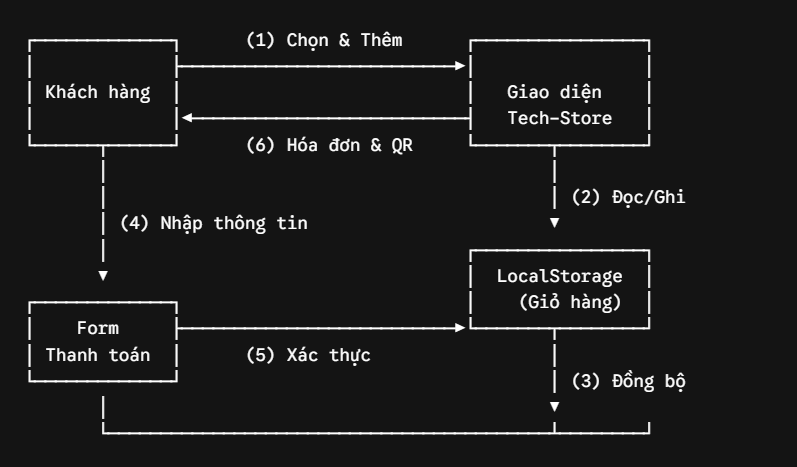 (1) Chọn & Thêm
Khách hàng
Giao diện
Tech-Store
(6) Hóa đơn & QR
(2) Đọc/Ghi
(4) Nhập thông tin
LocalStorage
(Giỏ hàng)
Form
Thanh toán
(5) Xác thực
(3) Đồng bộ